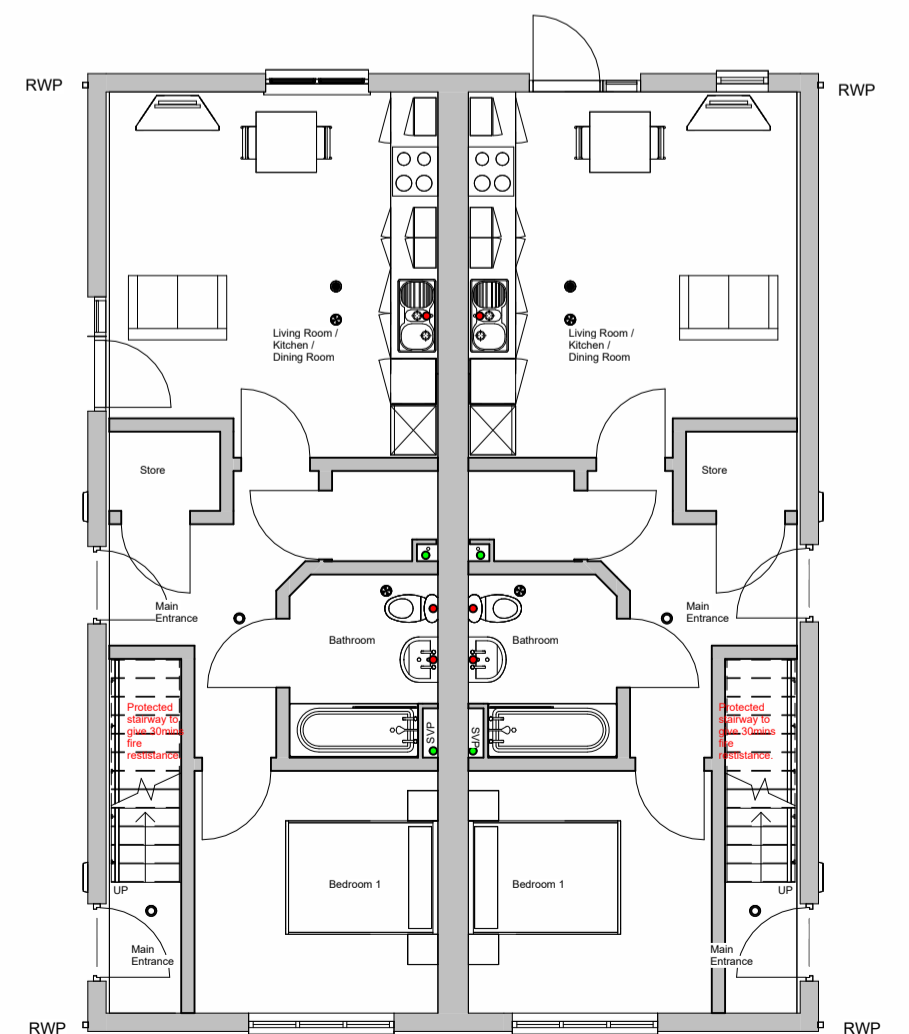 RWP
RWP
Living Room /
Kitchen /
Dining Room
Living Room /
Kitchen /
Dining Room
Store
Store
Main
Entrance
Main
Entrance
Bathroom
Bathroom
Protected
stairway to
give 30mins
fire
restistance.
Protected
stairway to
give 30mins
fire
restistance.
SVP
SVP
Bedroom 1
Bedroom 1
UP
UP
Main
Entrance
Main
Entrance
RWP
RWP